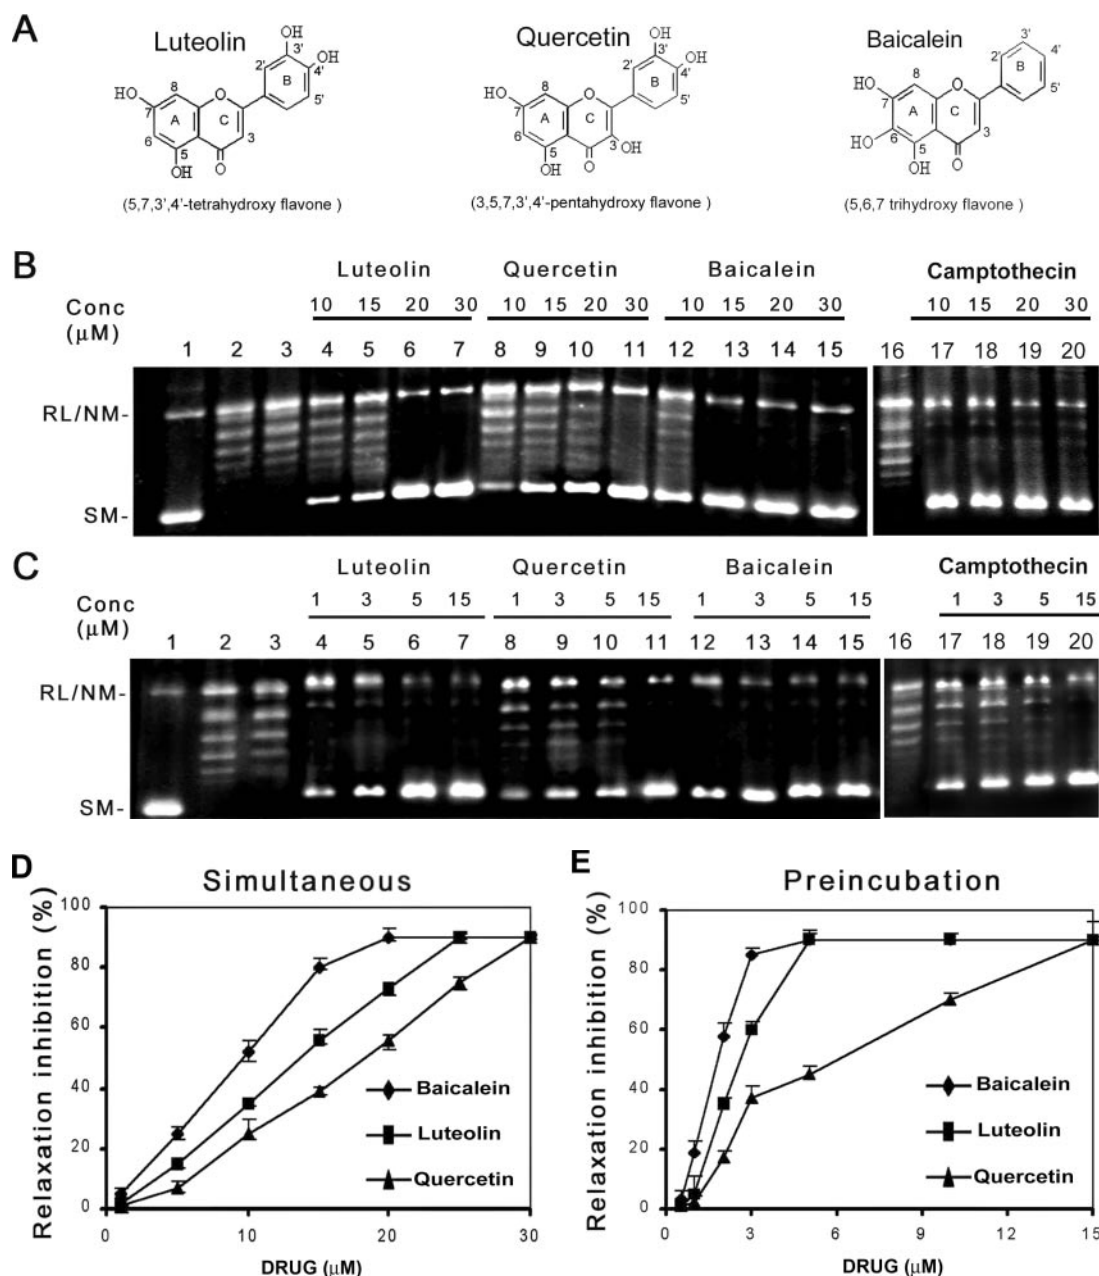 A
Luteolin
Quercetin
Baicalein
OH
3'
OH
2'
B
4'
5'
8
HO
O
7
A
C
6
5
3
OH
O
OH
3'
OH
2'
B
4'
5'
8
HO
O
7
A
C
6
5
4
3
OH
OH
O
3'
2'
4'
B
5'
8
HO
O
7
A
C
6
5
3
HO
OH
O
(5,7,3',4'-tetrahydroxy flavone )
(3,5,7,3',4'-pentahydroxy flavone )
(5,6,7 trihydroxy flavone )
B
Luteolin Quercetin Baicalein Camptothecin
Conc 10 15 20 30 10 15 20 30 10 20 30 10 15 20 30
(μM)
1 2 3 4 5 6 7 8 9 10 11 12 13 14 15 16 17 18 19 20
RL/NM-
SM-
C
Luteolin Quercetin Baicalein Camptothecin
Conc 1 3 5 15 1 3 5 15 1 3 5 15 1 3 5 15
(μM)
1 2 3 4 5 6 7 8 9 10 11 12 13 14 15 16 17 18 19 20
RL/NM-
SM-
D
Simultaneous
Relaxation inhibition (%)
100
80
60
40
20
0
Baicalein
Luteolin
Quercetin
0 10 20 30
DRUG (μM)
E
Preincubation
Relaxation inhibition (%)
100
80
60
40
20
0
Baicalein
Luteolin
Quercetin
0 3 6 9 12 15
DRUG (μM)